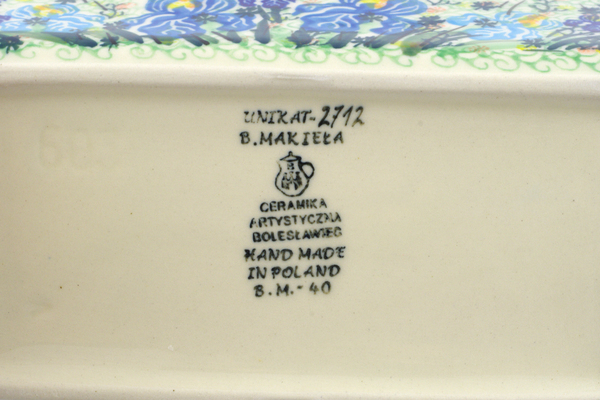 UNIKAT-2712
B.MAKIEŁA
CERAMIKA
ARTYSTYCZNA
BOLESŁAWIEC
HAND MADE
IN POLAND
B.M.-40